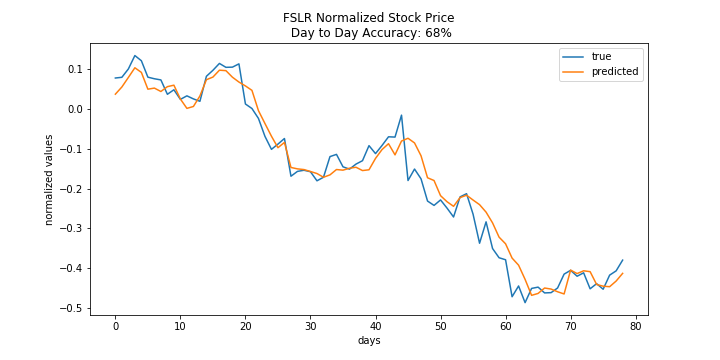 FSLR Normalized Stock Price
Day to Day Accuracy: 68%
true
predicted
normalized values
0.1
0.0
−0.1
−0.2
−0.3
−0.4
−0.5
0
10
20
30
40
50
60
70
80
days